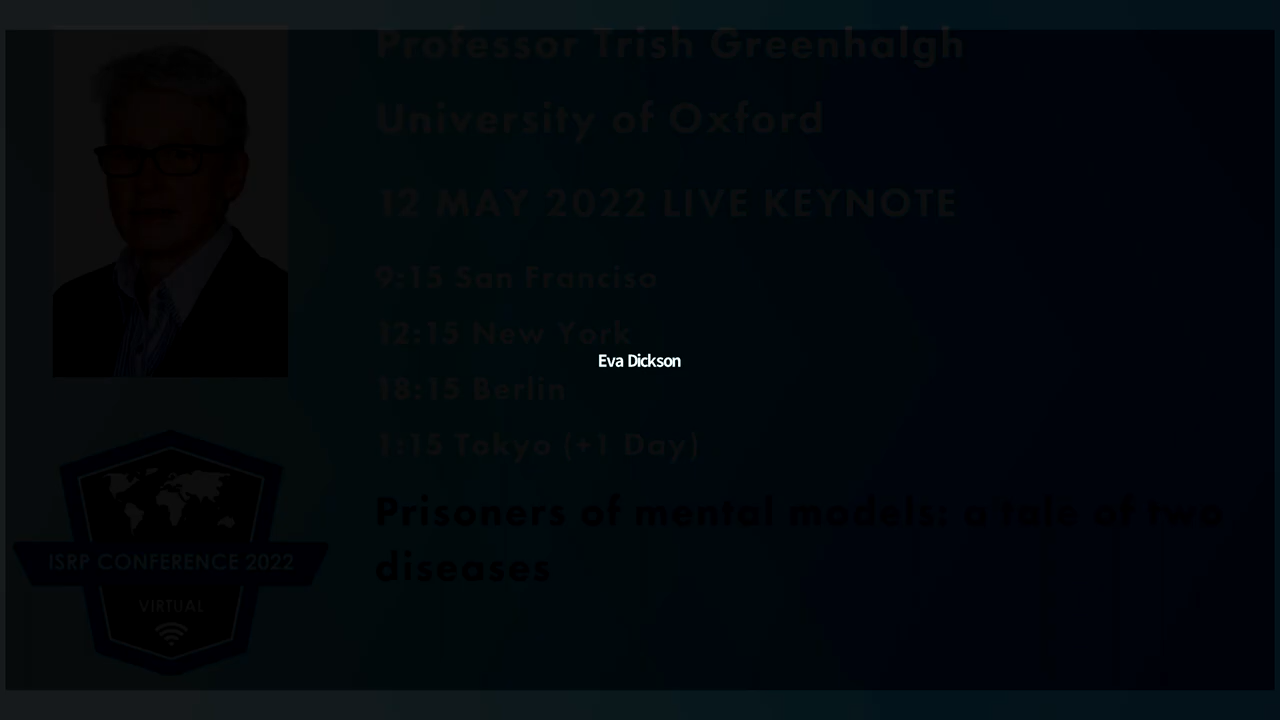 Professor Trish Greenhalgh
University of Oxford
12 MAY 2022 LIVE KEYNOTE
9:15 San Franciso
12:15 New York
Eva Dickson
18:15 Berlin
1:15 Tokyo (+1 Day)
Prisoners of mental models: a tale of two
diseases
ISRP CONFERENCE 2022
VIRTUAL